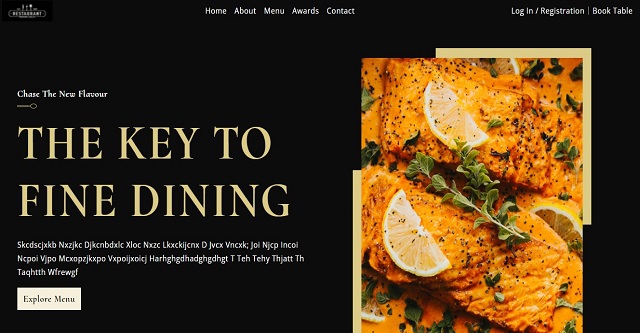 RESTAURANT
Home About Menu Awards Contact
Log In / Registration Book Table
Chase The New Flavour
THE KEY TO
FINE DINING
Skcdscjxkb Nxzjkc Djkcnbdxlc Xloc Nxzc Lkxckijcnx D Jvcx Vncxk; Joi Njcp Incoi
Ncpoi Vjpo Mcxopzjkxpo Vxpoijxoicj Harhghgdhadghgdhgt T Teh Tehy Thjatt Th
Taqhtth Wfrewgf
Explore Menu